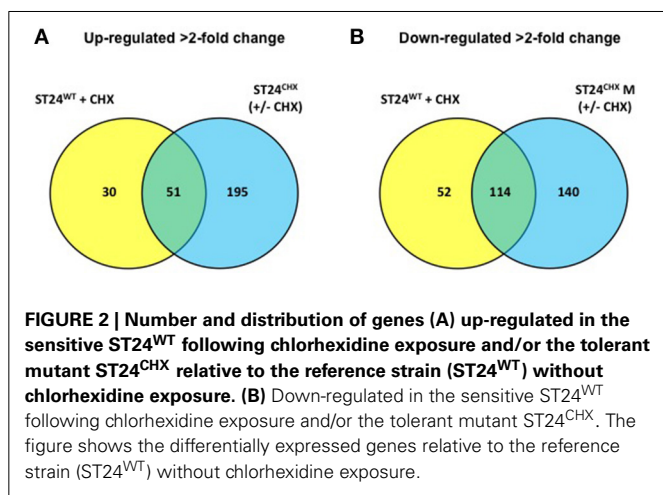 A Up-regulated >2-fold change
ST24WT + CHX
ST24CHX
(+/- CHX)
30 51 195
B Down-regulated >2-fold change
ST24WT + CHX
ST24CHX M
(+/- CHX)
52 114 140
FIGURE 2 | Number and distribution of genes (A) up-regulated in the
sensitive ST24WT following chlorhexidine exposure and/or the tolerant
mutant ST24CHX relative to the reference strain (ST24WT) without
chlorhexidine exposure. (B) Down-regulated in the sensitive ST24WT
following chlorhexidine exposure and/or the tolerant mutant ST24CHX. The
figure shows the differentially expressed genes relative to the reference
strain (ST24WT) without chlorhexidine exposure.